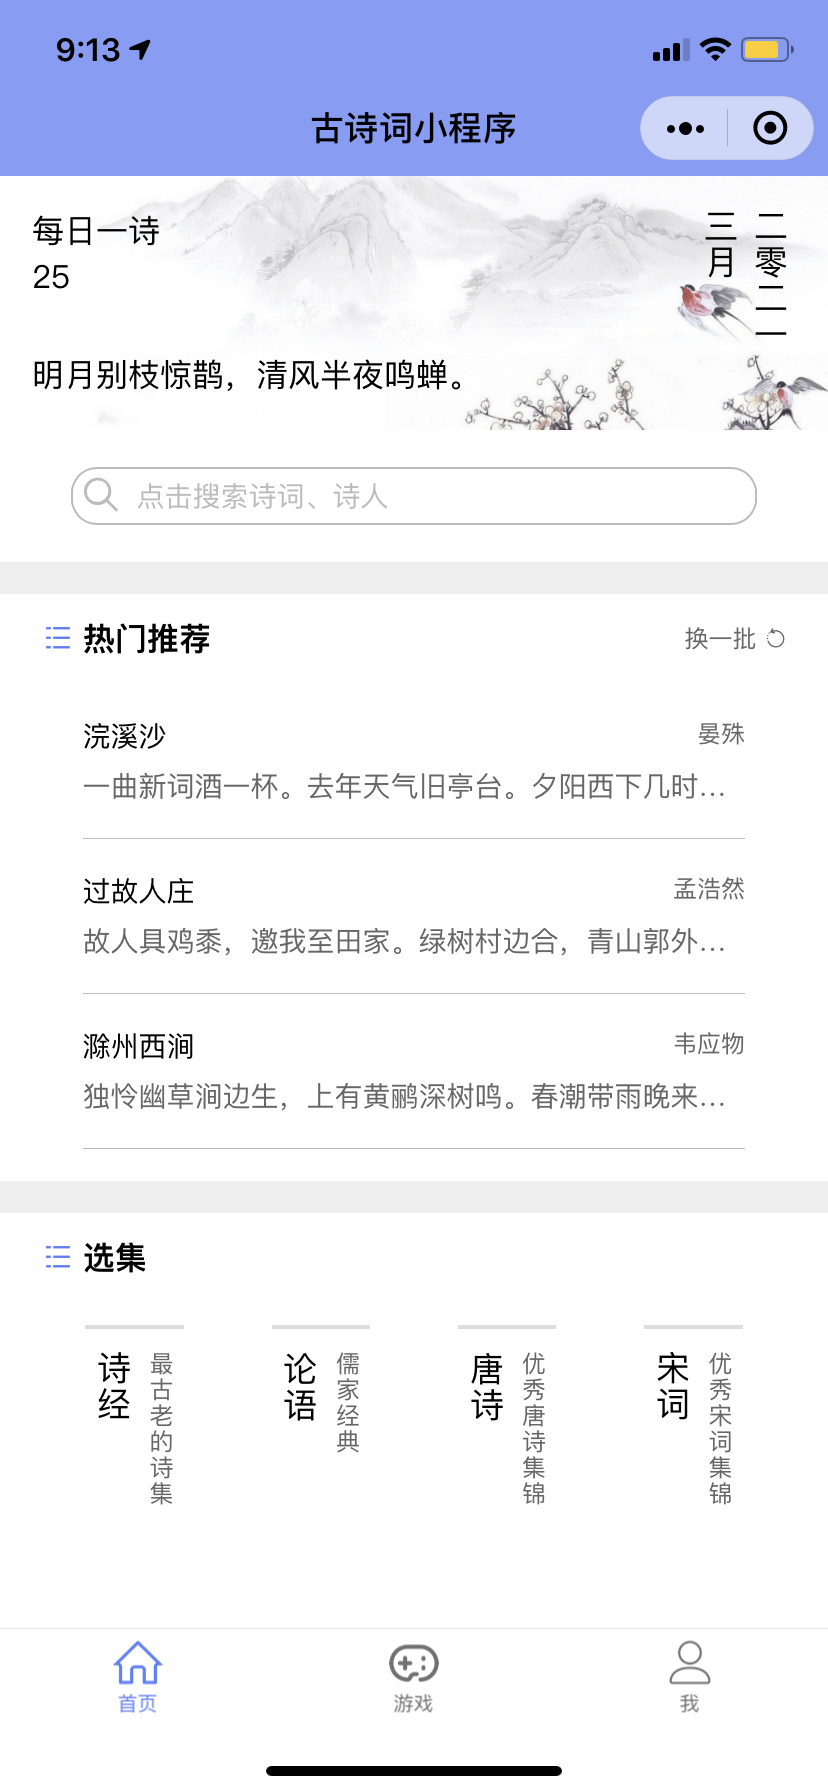 9:13
古诗词小程序
每日一诗
25
二零二一
三月
明月别枝惊鹊，清风半夜鸣蝉。
点击搜索诗词、诗人
热门推荐
换一批
浣溪沙
晏殊
一曲新词酒一杯。去年天气旧亭台。夕阳西下几时...
过故人庄
孟浩然
故人具鸡黍，邀我至田家。绿树村边合，青山郭外...
滁州西涧
韦应物
独怜幽草涧边生，上有黄鹂深树鸣。春潮带雨晚来...
选集
诗经
最古老的诗集
论语
儒家经典
唐诗
优秀唐诗集锦
宋词
优秀宋词集锦
首页
游戏
我